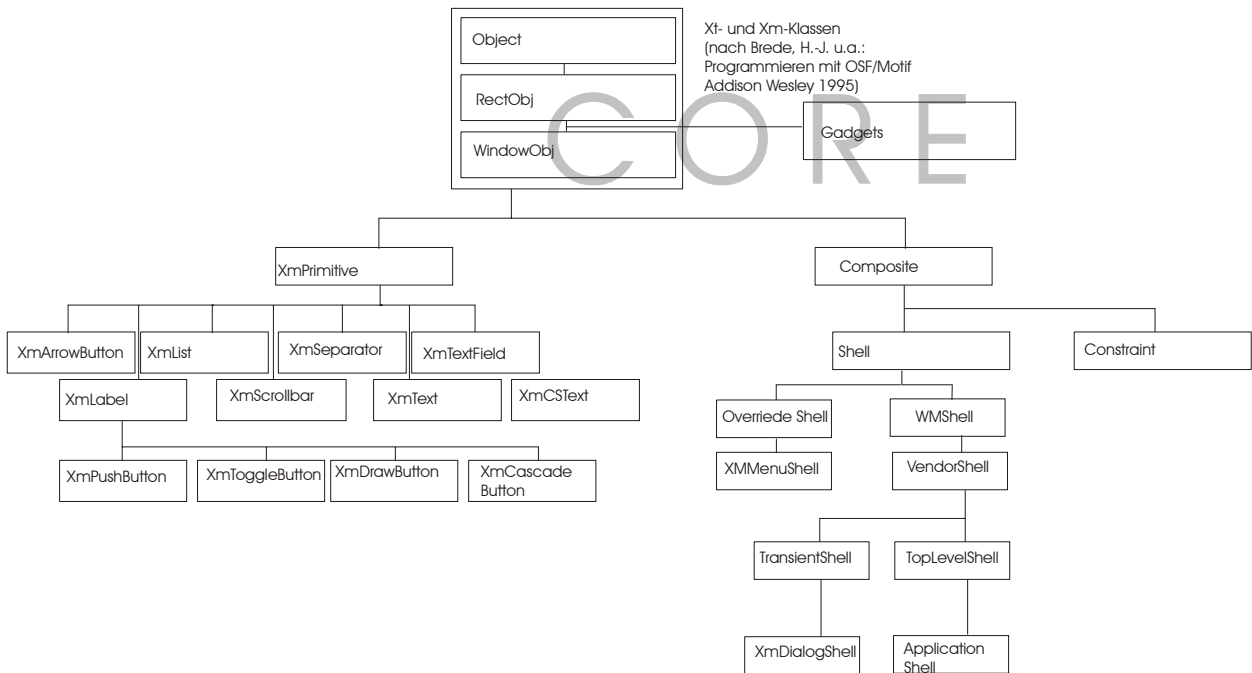 Object
Xt- und Xm-Klassen
(nach Brede, H.-J. u.a.:
Programmieren mit OSF/Motif
Addison Wesley 1995)
RectObj
CORE
Gadgets
WindowObj
XmPrimitive
Composite
XmArrowButton
XmList
XmSeparator
XmTextField
Shell
Constraint
XmLabel
XmScrollbar
XmText
XmCSText
Overriede Shell
WMShell
XmPushButton
XmToggleButton
XmDrawButton
XmCascade
Button
XMMenuShell
VendorShell
TransientShell
TopLevelShell
XmDialogShell
Application
Shell